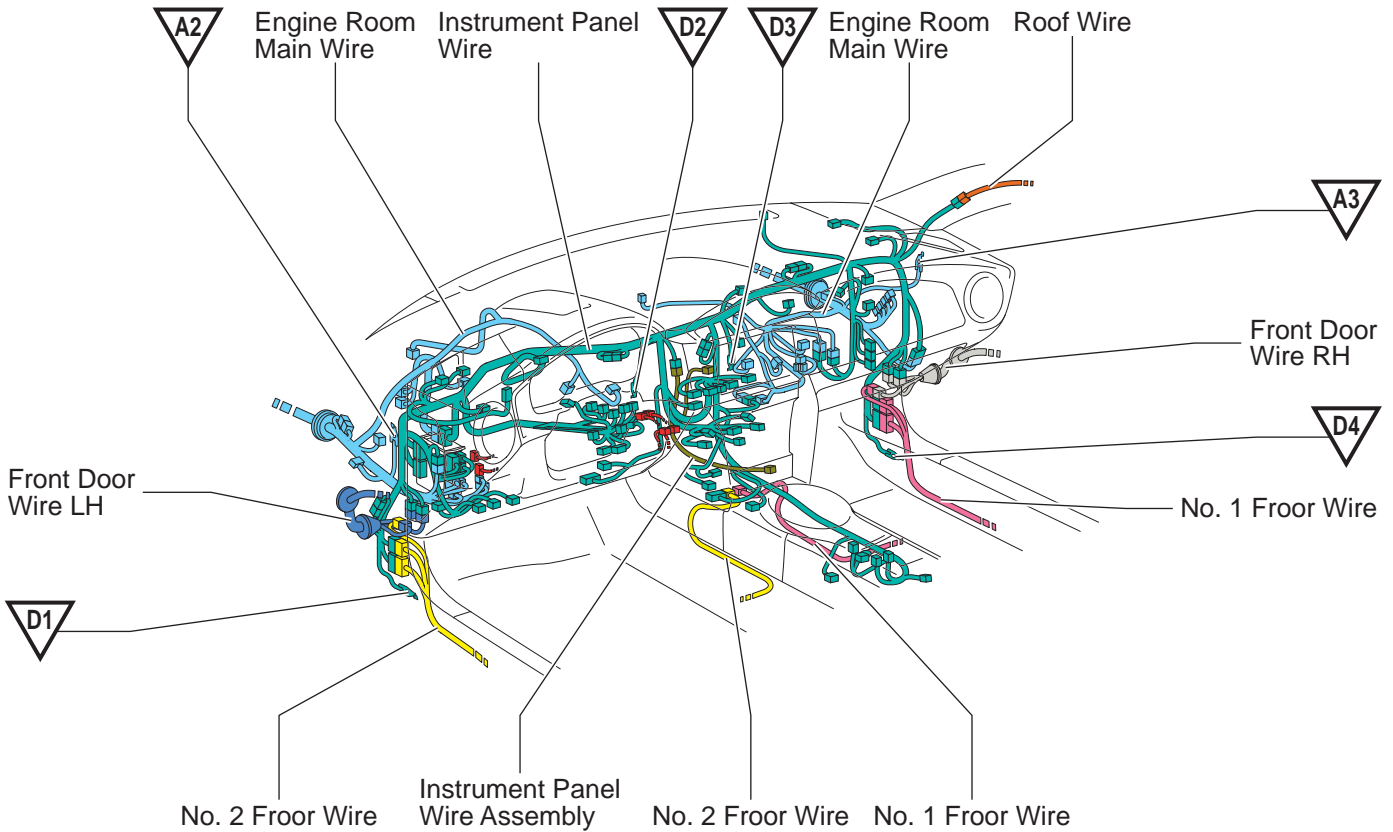 A2
Engine Room
Main Wire
Instrument Panel
Wire
D2
D3
Engine Room
Main Wire
Roof Wire
A3
Front Door
Wire RH
D4
No. 1 Froor Wire
Front Door
Wire LH
D1
No. 2 Froor Wire
Instrument Panel
Wire Assembly
No. 2 Froor Wire
No. 1 Froor Wire